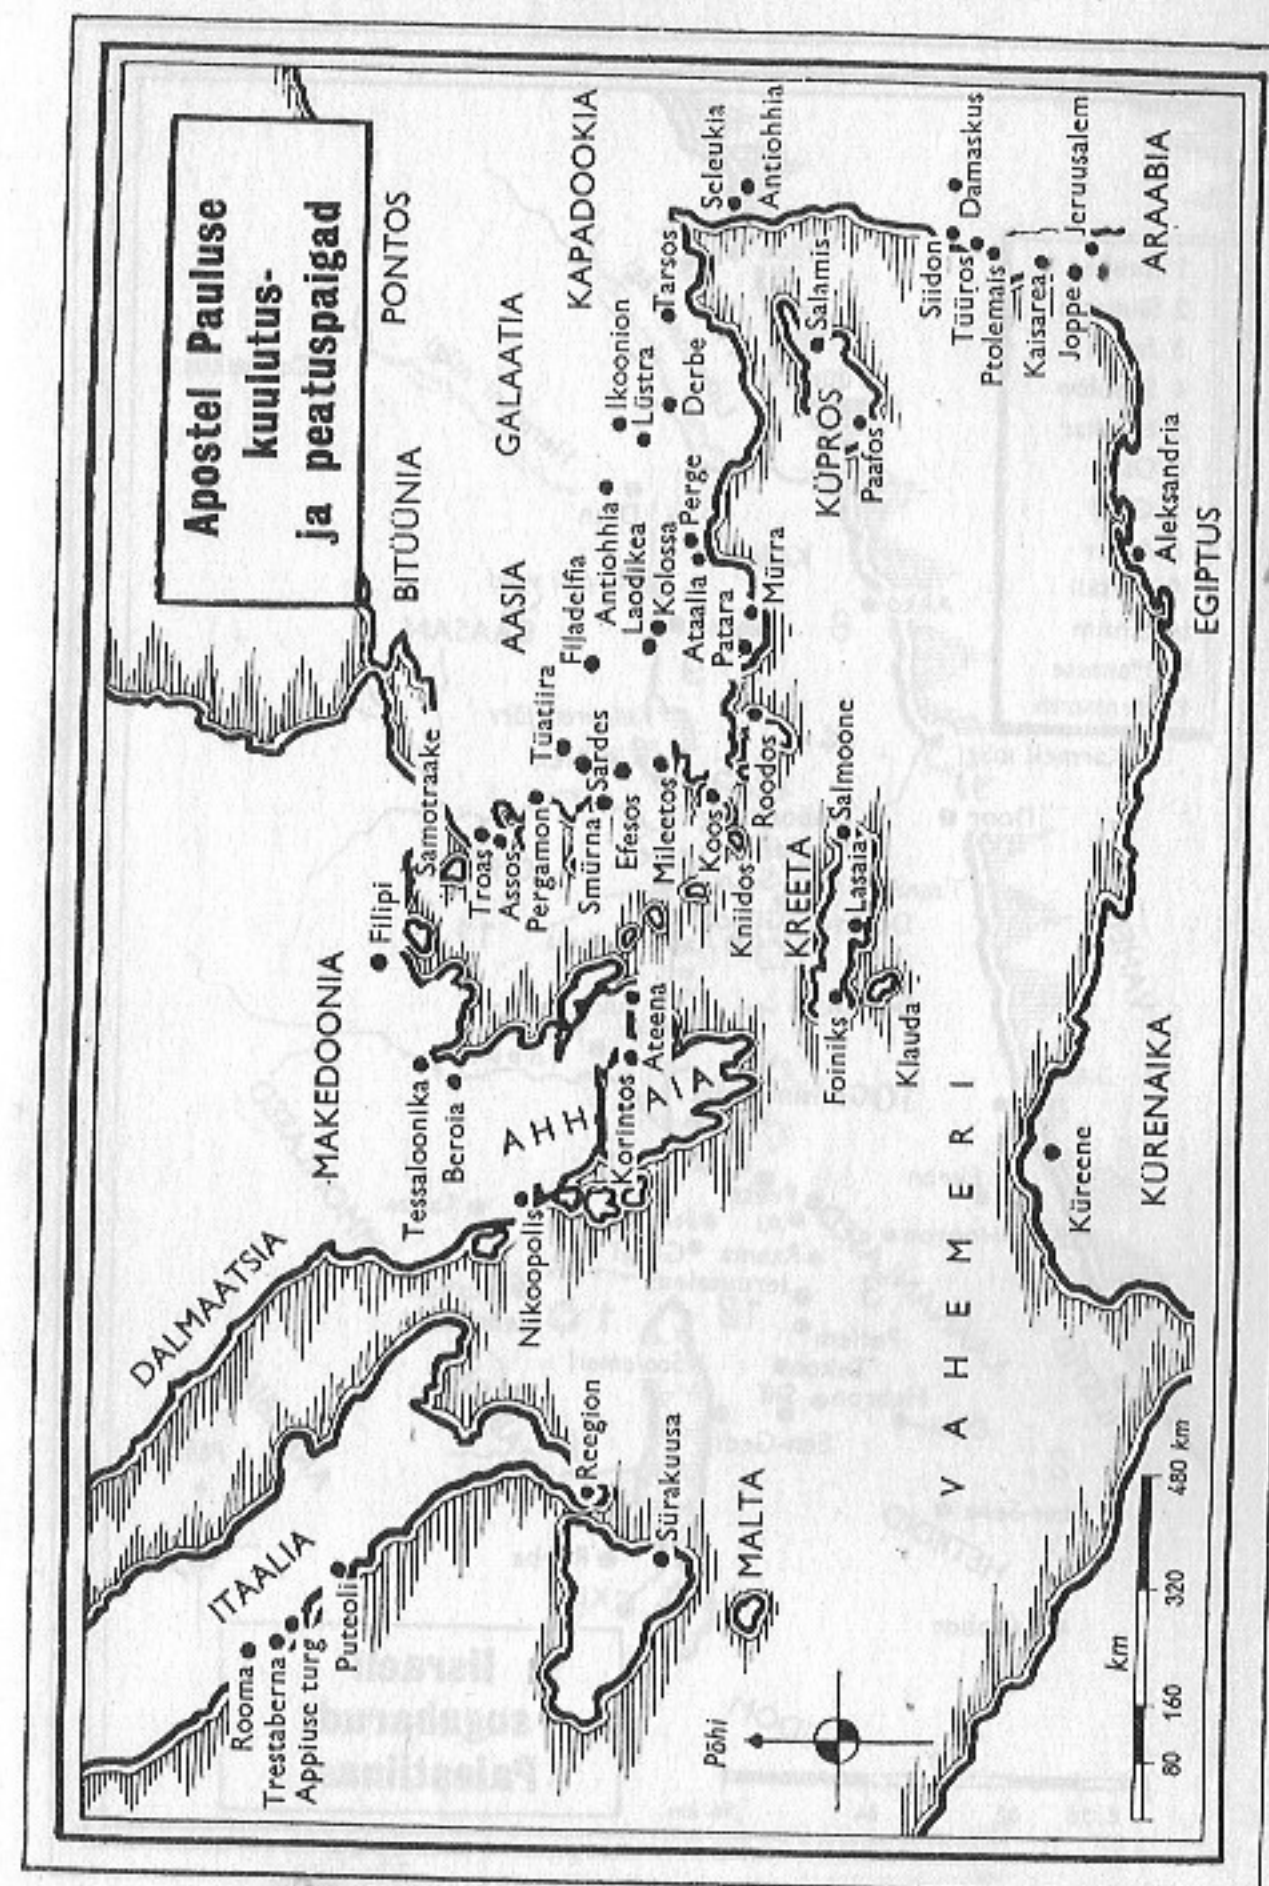 Apostel Pauluse
kuulutus-
ja peatuspaigad
DALMAATSIA
ITAALIA
Rooma
Trestaberna
Appiuse turg
Puteoli
Reegion
Sürakuusa
MALTA
MAKEDOONIA
Filipi
Tessaloonika
Beroia
Nikoopolis
AHHAIA
Korintos
Ateena
Samotraake
Troas
Assos
Pergamon
Tüatiira
Smürna
Sardes
Filadelfia
Efesos
Mileetos
Koos
Kniidos
Roodos
BITÜÜNIA
PONTOS
AASIA
GALAATIA
KAPADOOKIA
Antiohhia
Laodikea
Kolossa
Ataalla
Perge
Patara
Mürra
Ikoonion
Lüstra
Derbe
Tarsos
Seleukia
Antiohhia
KÜPROS
Salamis
Paafos
KREETA
Salmoone
Lasaia
Foiniks
Klauda
Siidon
Tüüros
Damaskus
Ptolemais
Kaisarea
Joppe
Jeruusalem
ARAABIA
VAHEMERI
Küreene
KÜRENAIKA
Aleksandria
EGIPTUS
Põhi
km
80 160 320 480 km